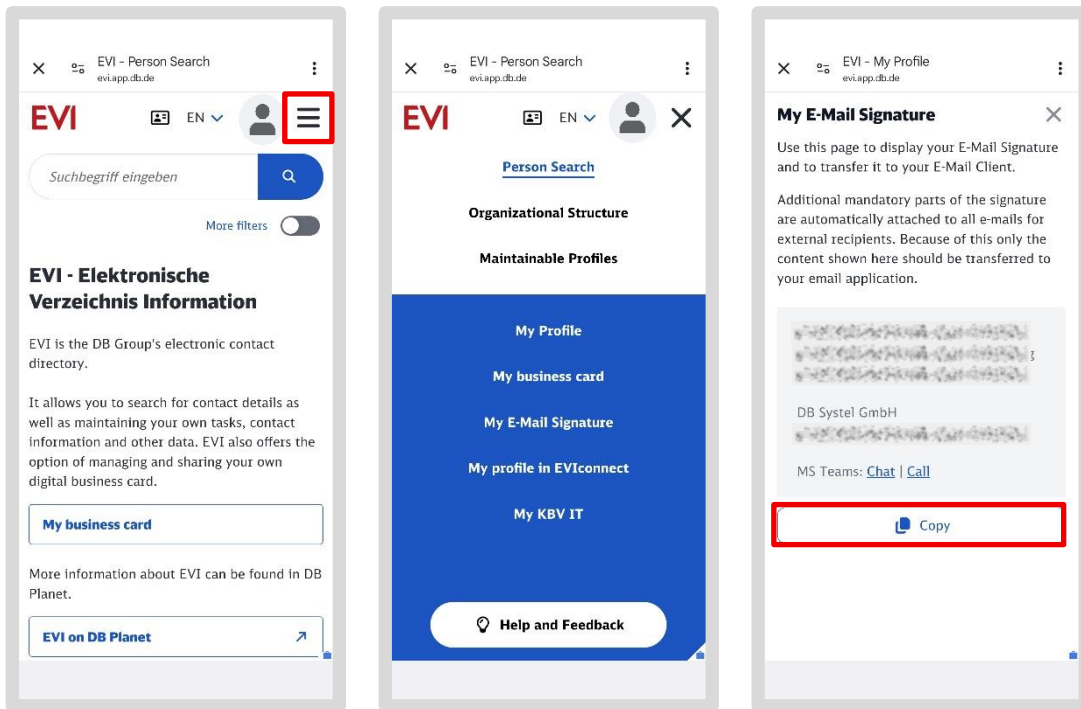 EVI - Person Search
evi.app.db.de
EVI
EN
Suchbegriff eingeben
More filters
EVI - Elektronische
Verzeichnis Information
EVI is the DB Group's electronic contact
directory.
It allows you to search for contact details as
well as maintaining your own tasks, contact
information and other data. EVI also offers the
option of managing and sharing your own
digital business card.
My business card
More information about EVI can be found in DB
Planet.
EVI on DB Planet
EVI - Person Search
evi.app.db.de
EVI
EN
Person Search
Organizational Structure
Maintainable Profiles
My Profile
My business card
My E-Mail Signature
My profile in EVIconnect
My KBV IT
Help and Feedback
EVI - My Profile
evi.app.db.de
My E-Mail Signature
Use this page to display your E-Mail Signature
and to transfer it to your E-Mail Client.
Additional mandatory parts of the signature
are automatically attached to all e-mails for
external recipients. Because of this only the
content shown here should be transferred to
your email application.
DB Systel GmbH
MS Teams: Chat | Call
Copy